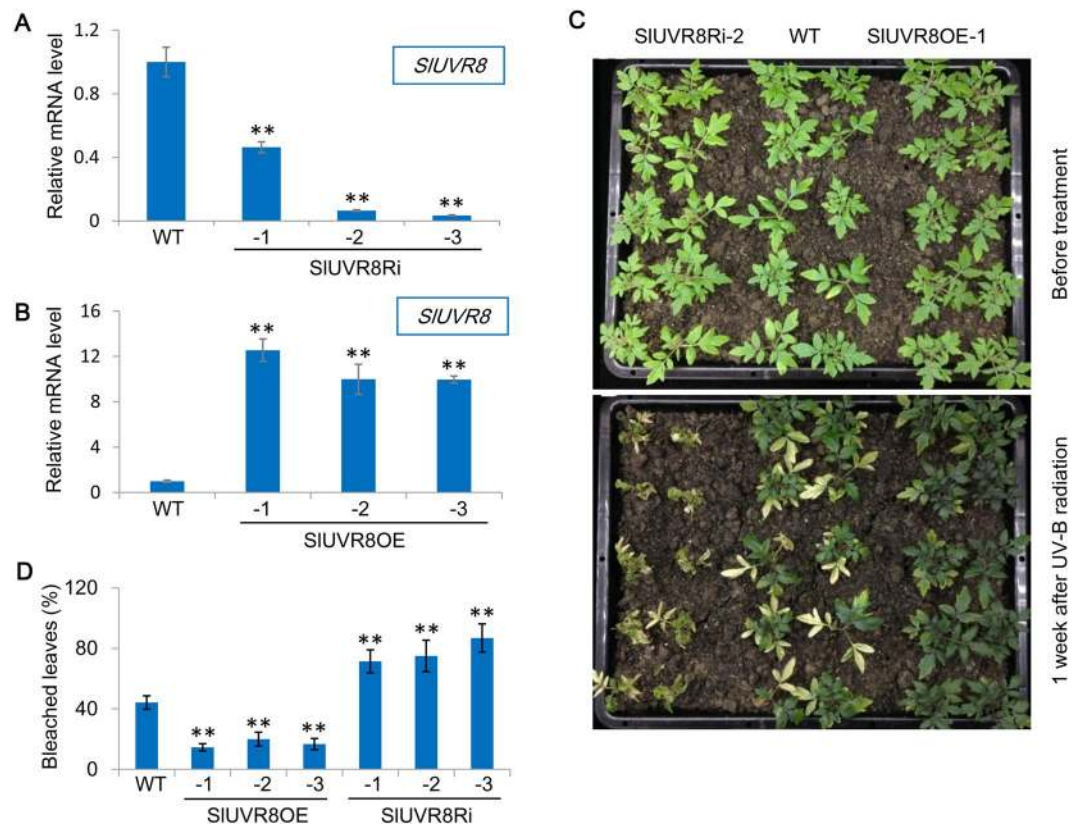 A
Relative mRNA level
1.2
0.8
0.4
0
SlUVR8
**
**
**
WT
-1
-2
-3
SlUVR8Ri
B
Relative mRNA level
16
12
8
4
0
SlUVR8
**
**
**
WT
-1
-2
-3
SlUVR8OE
D
Bleached leaves (%)
120
80
40
0
**
**
**
**
**
**
WT
-1
-2
-3
-1
-2
-3
SlUVR8OE
SlUVR8Ri
C
SlUVR8Ri-2
WT
SlUVR8OE-1
Before treatment
1 week after UV-B radiation